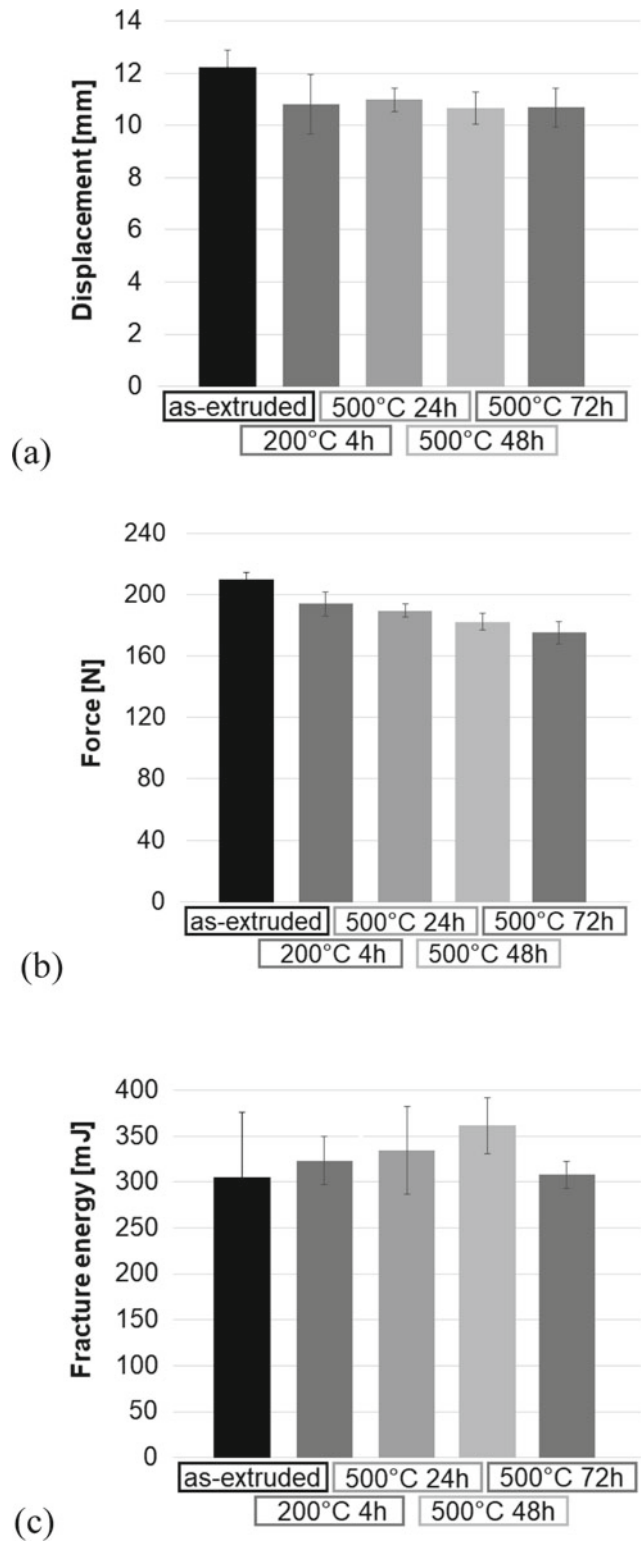 Displacement [mm]
14
12
10
8
6
4
2
0
as-extruded 500°C 24h 500°C 72h
200°C 4h 500°C 48h
(a)
Force [N]
240
200
160
120
80
40
0
as-extruded 500°C 24h 500°C 72h
200°C 4h 500°C 48h
(b)
Fracture energy [mJ]
400
350
300
250
200
150
100
50
0
as-extruded 500°C 24h 500°C 72h
200°C 4h 500°C 48h
(c)